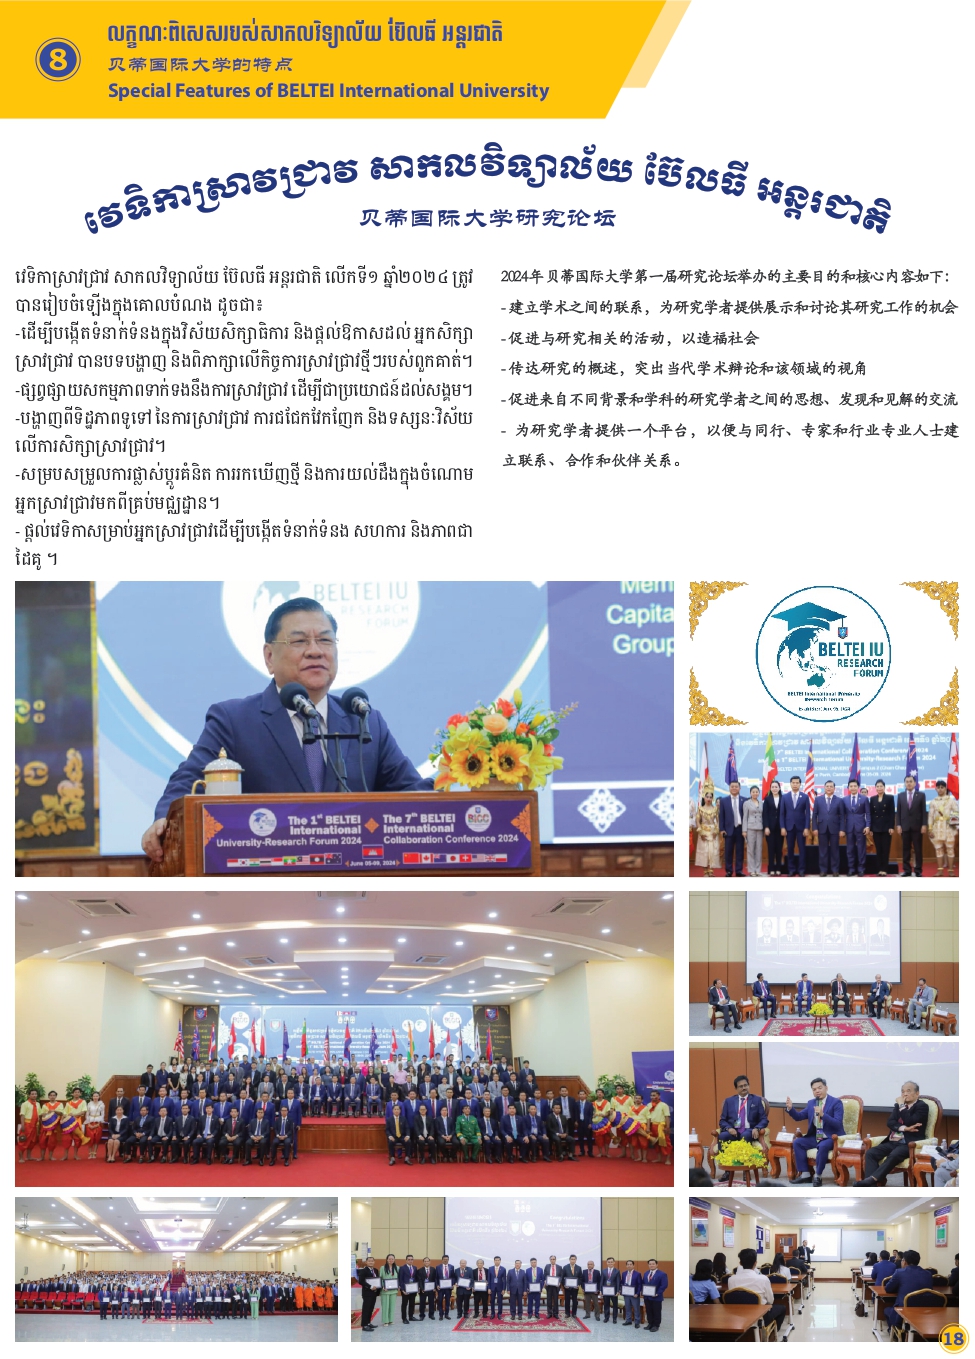 8
លក្ខណៈពិសេសរបស់សាកលវិទ្យាល័យ ប៊ែលធី អន្តរជាតិ
贝蒂国际大学的特点
Special Features of BELTEI International University
វេទិកាស្រាវជ្រាវ សាកលវិទ្យាល័យ ប៊ែលធី អន្តរជាតិ
贝蒂国际大学研究论坛
វេទិកាស្រាវជ្រាវ សាកលវិទ្យាល័យ ប៊ែលធី អន្តរជាតិ លើកទី១ ឆ្នាំ២០២៤ ត្រូវ
បានរៀបចំឡើងក្នុងគោលបំណង ដូចជា៖
-ដើម្បីបង្កើតទំនាក់ទំនងក្នុងវិស័យសិក្សាធិការ និងផ្តល់ឱកាសដល់ អ្នកសិក្សា
ស្រាវជ្រាវ បានបទបង្ហាញ និងពិភាក្សាលើកិច្ចការស្រាវជ្រាវថ្មីៗរបស់ពួកគាត់។
-ផ្សព្វផ្សាយសកម្មភាពទាក់ទងនឹងការស្រាវជ្រាវ ដើម្បីជាប្រយោជន៍ដល់សង្គម។
-បង្ហាញពីទិដ្ឋភាពទូទៅ នៃការស្រាវជ្រាវ ការជជែកវែកញែក និងទស្សនៈវិស័យ
លើការសិក្សាស្រាវជ្រាវ។
-សម្របសម្រួលការផ្លាស់ប្តូរគំនិត ការរកឃើញថ្មី និងការយល់ដឹងក្នុងចំណោម
អ្នកស្រាវជ្រាវមកពីគ្រប់មជ្ឈដ្ឋាន។
- ផ្តល់វេទិកាសម្រាប់អ្នកស្រាវជ្រាវដើម្បីបង្កើតទំនាក់ទំនង សហការ និងភាពជា
ដៃគូ ។
2024年贝蒂国际大学第一届研究论坛举办的主要目的和核心内容如下：
-建立学术之间的联系，为研究学者提供展示和讨论其研究工作的机会
-促进与研究相关的活动，以造福社会
-传达研究的概述，突出当代学术辩论和该领域的视角
-促进来自不同背景和学科的研究学者之间的思想、发现和见解的交流
- 为研究学者提供一个平台，以便与同行、专家和行业专业人士建
立联系、合作和伙伴关系。
BELTEI IU
RESEARCH
FORUM
Mem
Capita
Group
The 1st BELTEI
International
University-Research Forum 2024
The 7th BELTEI
International
Collaboration Conference 2024
BICC
June 05-09, 2024
BELTEI IU
RESEARCH
FORUM
BELTEI International University
Research Forum
18